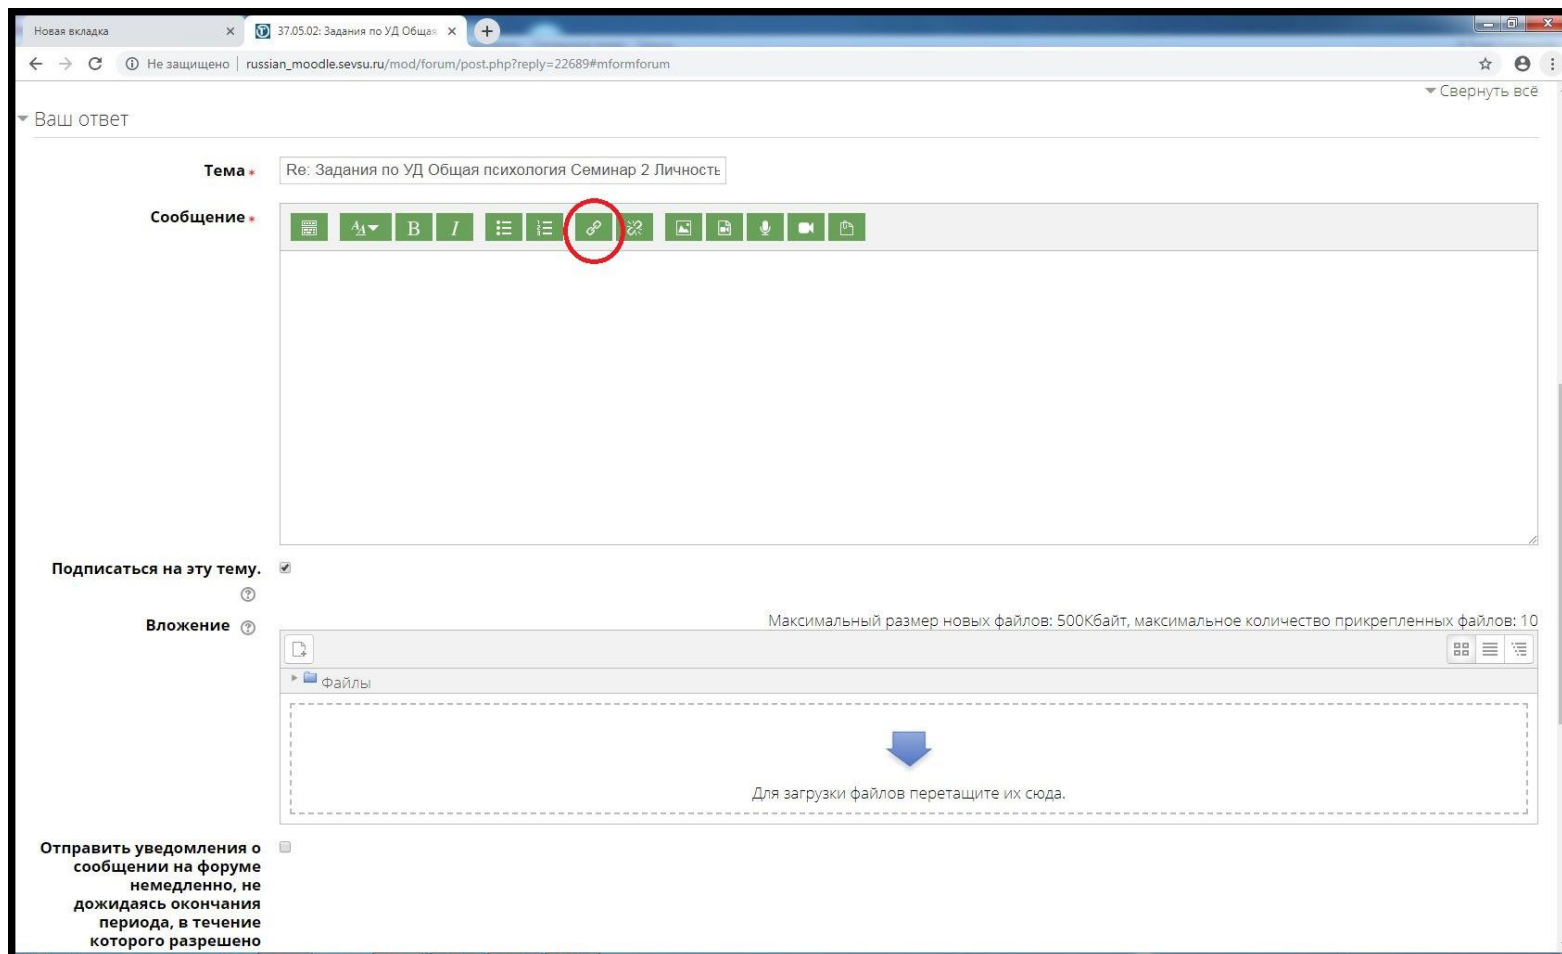 Новая вкладка
37.05.02: Задания по УД Общая
Не защищено | russian_moodle.sevsu.ru/mod/forum/post.php?reply=22689#mformforum
Свернуть всё
Ваш ответ
Тема
Re: Задания по УД Общая психология Семинар 2 Личность
Сообщение
B I
Подписаться на эту тему.
Вложение
Максимальный размер новых файлов: 500Кбайт, максимальное количество прикрепленных файлов: 10
Файлы
Для загрузки файлов перетащите их сюда.
Отправить уведомления о
сообщении на форуме
немедленно, не
дожидаясь окончания
периода, в течение
которого разрешено